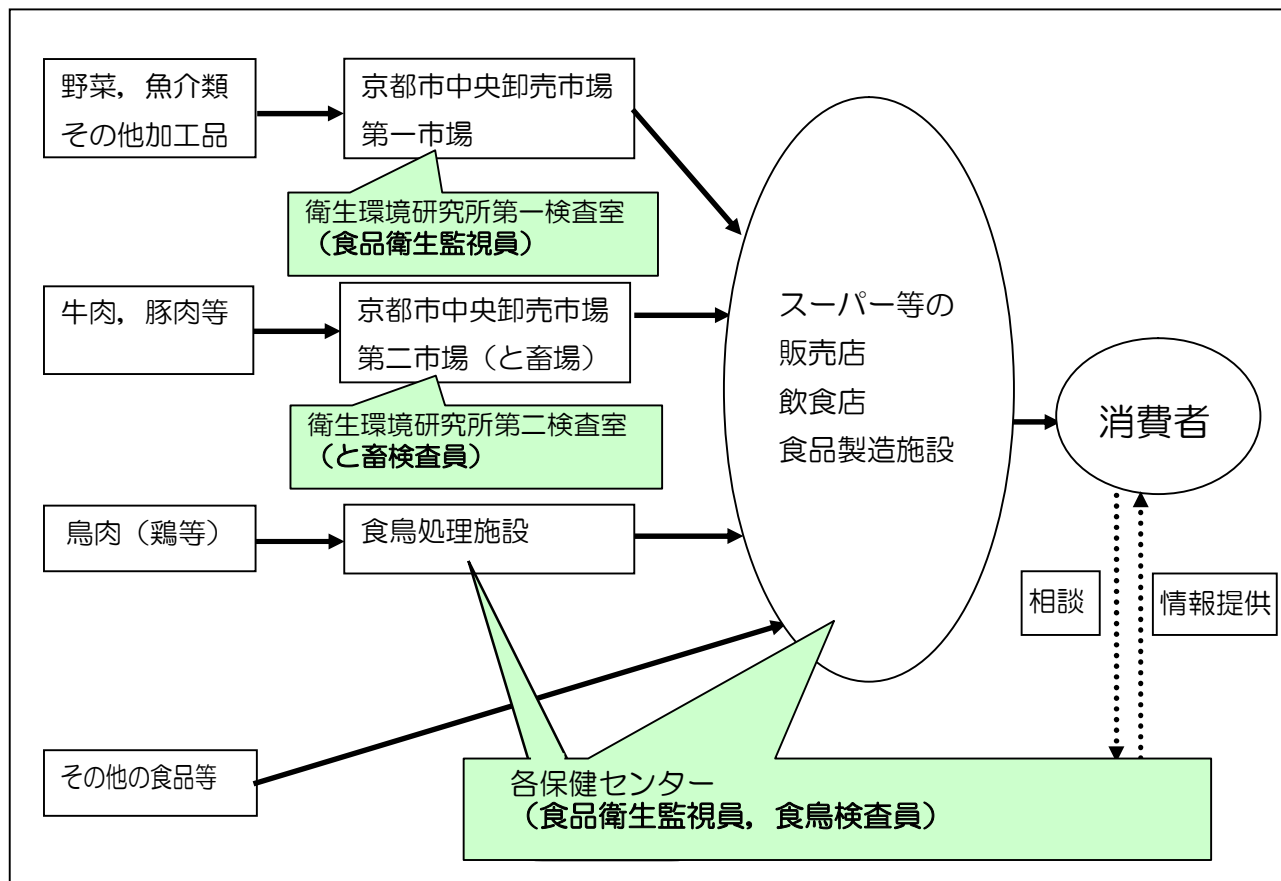 野菜，魚介類
その他加工品
京都市中央卸売市場
第一市場
衛生環境研究所第一検査室
（食品衛生監視員）
牛肉，豚肉等
京都市中央卸売市場
第二市場（と畜場）
衛生環境研究所第二検査室
（と畜検査員）
鳥肉（鶏等）
食鳥処理施設
その他の食品等
スーパー等の
販売店
飲食店
食品製造施設
消費者
相談
情報提供
各保健センター
（食品衛生監視員，食鳥検査員）